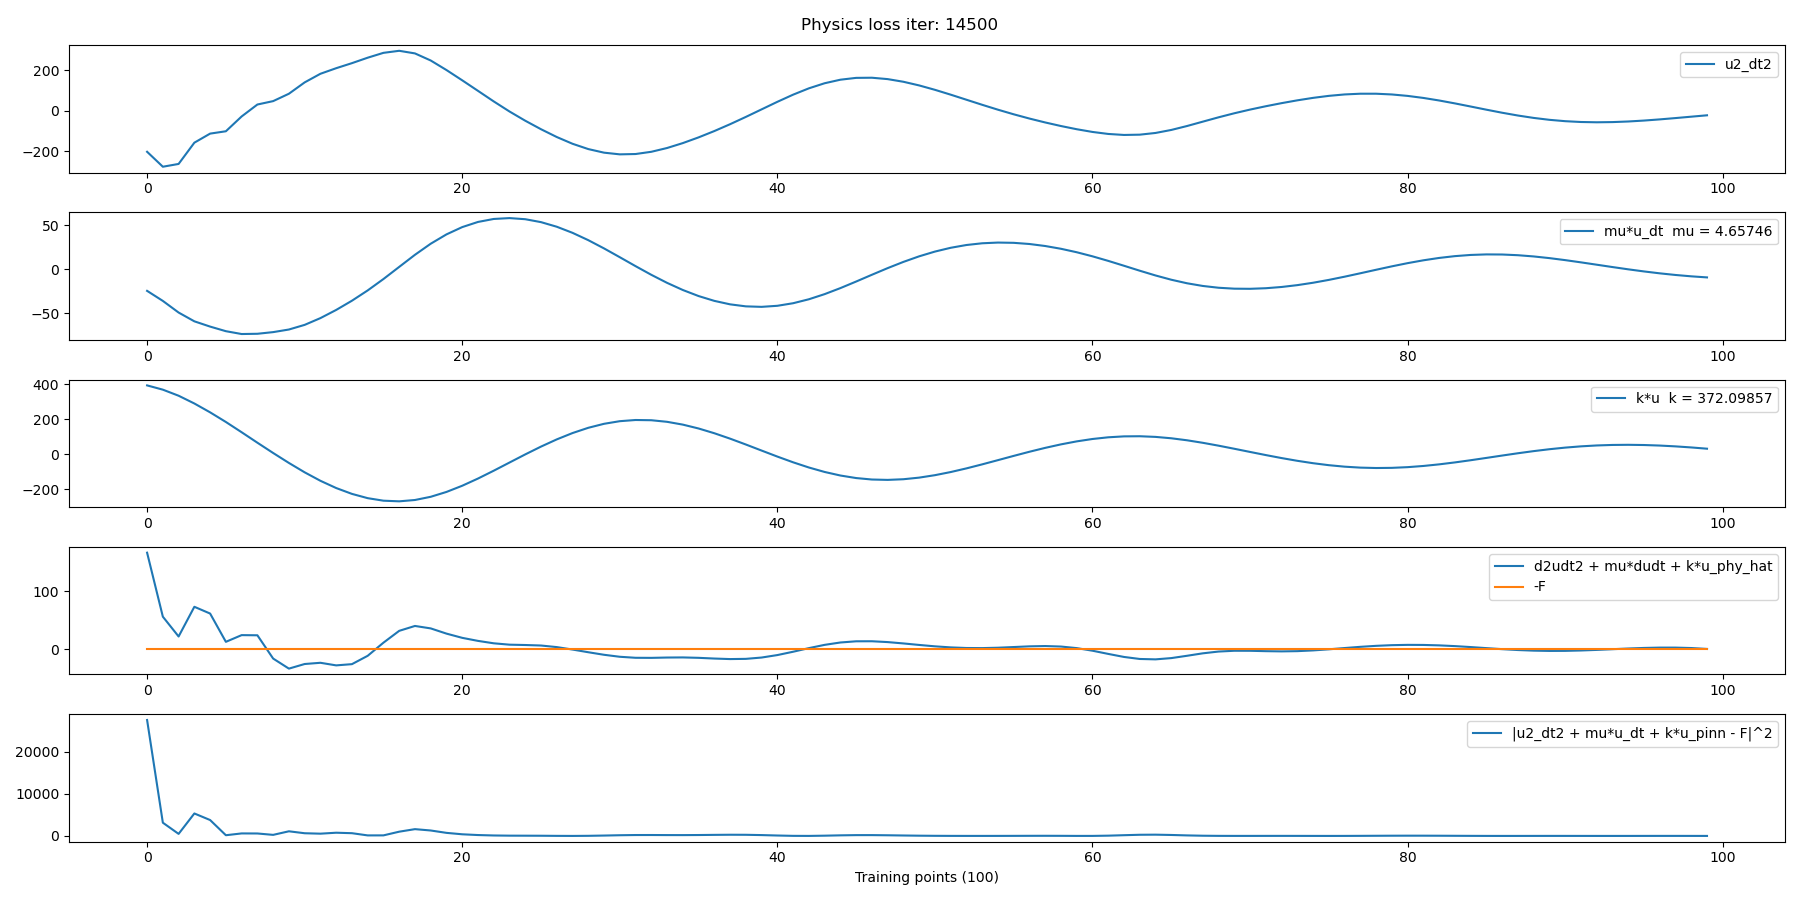 Physics loss iter: 14500
200
0
−200
u2_dt2
0 20 40 60 80 100
50
0
−50
mu*u_dt  mu = 4.65746
0 20 40 60 80 100
400
200
0
−200
k*u  k = 372.09857
0 20 40 60 80 100
100
0
d2udt2 + mu*dudt + k*u_phy_hat
-F
0 20 40 60 80 100
20000
10000
0
|u2_dt2 + mu*u_dt + k*u_pinn - F|^2
0 20 40 60 80 100
Training points (100)